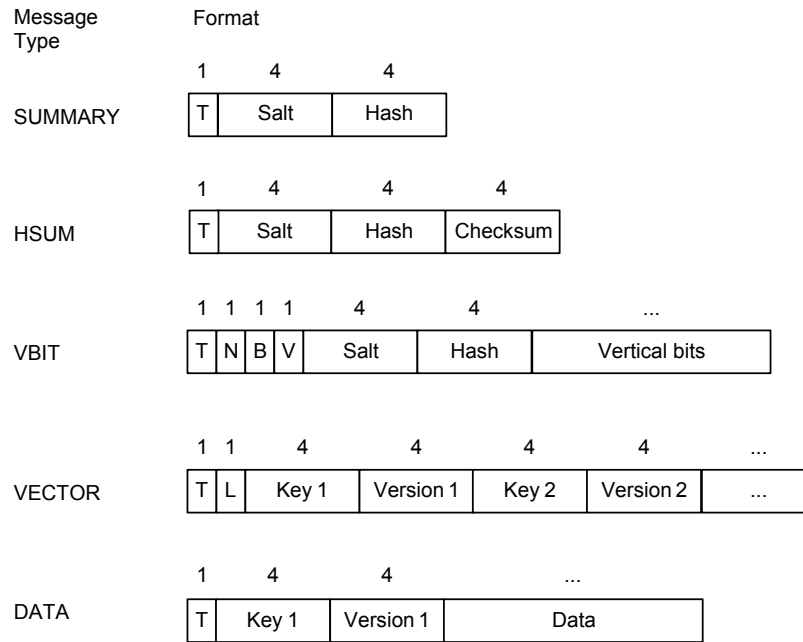 Message Type Format
1 4 4
SUMMARY T Salt Hash
1 4 4 4
HSUM T Salt Hash Checksum
1 1 1 1 4 4 ...
VBIT T N B V Salt Hash Vertical bits
1 1 4 4 4 4 ...
VECTOR T L Key 1 Version 1 Key 2 Version 2 ...
1 4 4 ...
DATA T Key 1 Version 1 Data